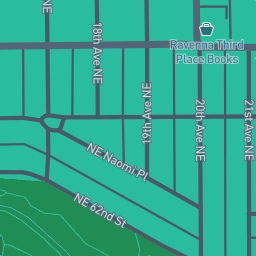 NE
18th Ave NE
Ravenna Third
Place Books
19th Ave NE
20th Ave NE
21st Ave NE
NE Naomi Pl
NE 62nd St